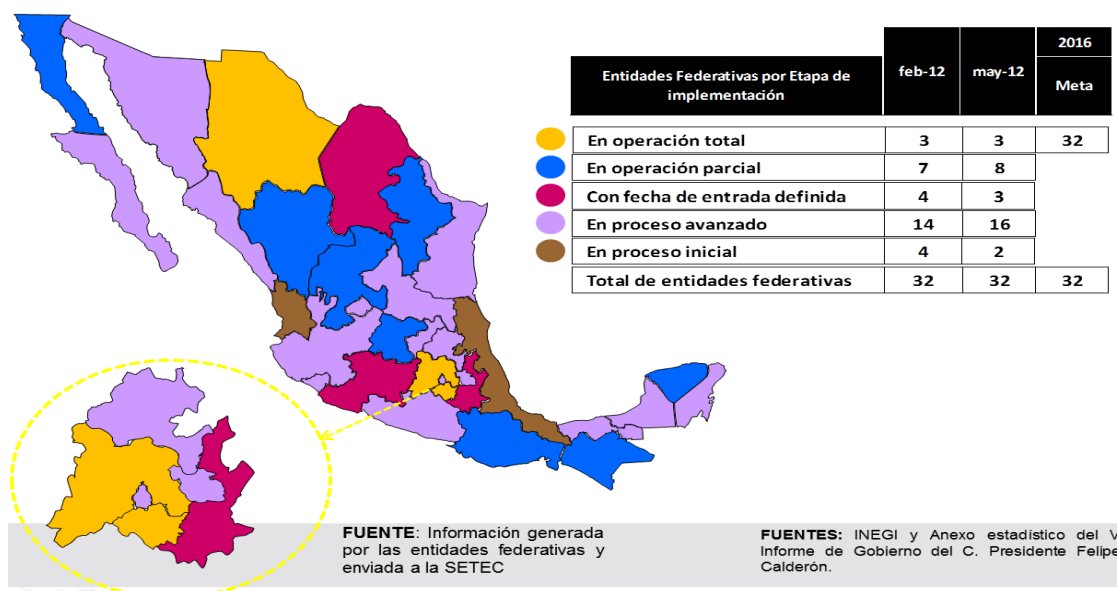 2016
Entidades Federativas por Etapa de implementación feb-12 may-12 Meta
En operación total 3 3 32
En operación parcial 7 8
Con fecha de entrada definida 4 3
En proceso avanzado 14 16
En proceso inicial 4 2
Total de entidades federativas 32 32 32
FUENTE: Información generada
por las entidades federativas y
enviada a la SETEC
FUENTES: INEGI y Anexo estadístico del V
Informe de Gobierno del C. Presidente Felipe
Calderón.